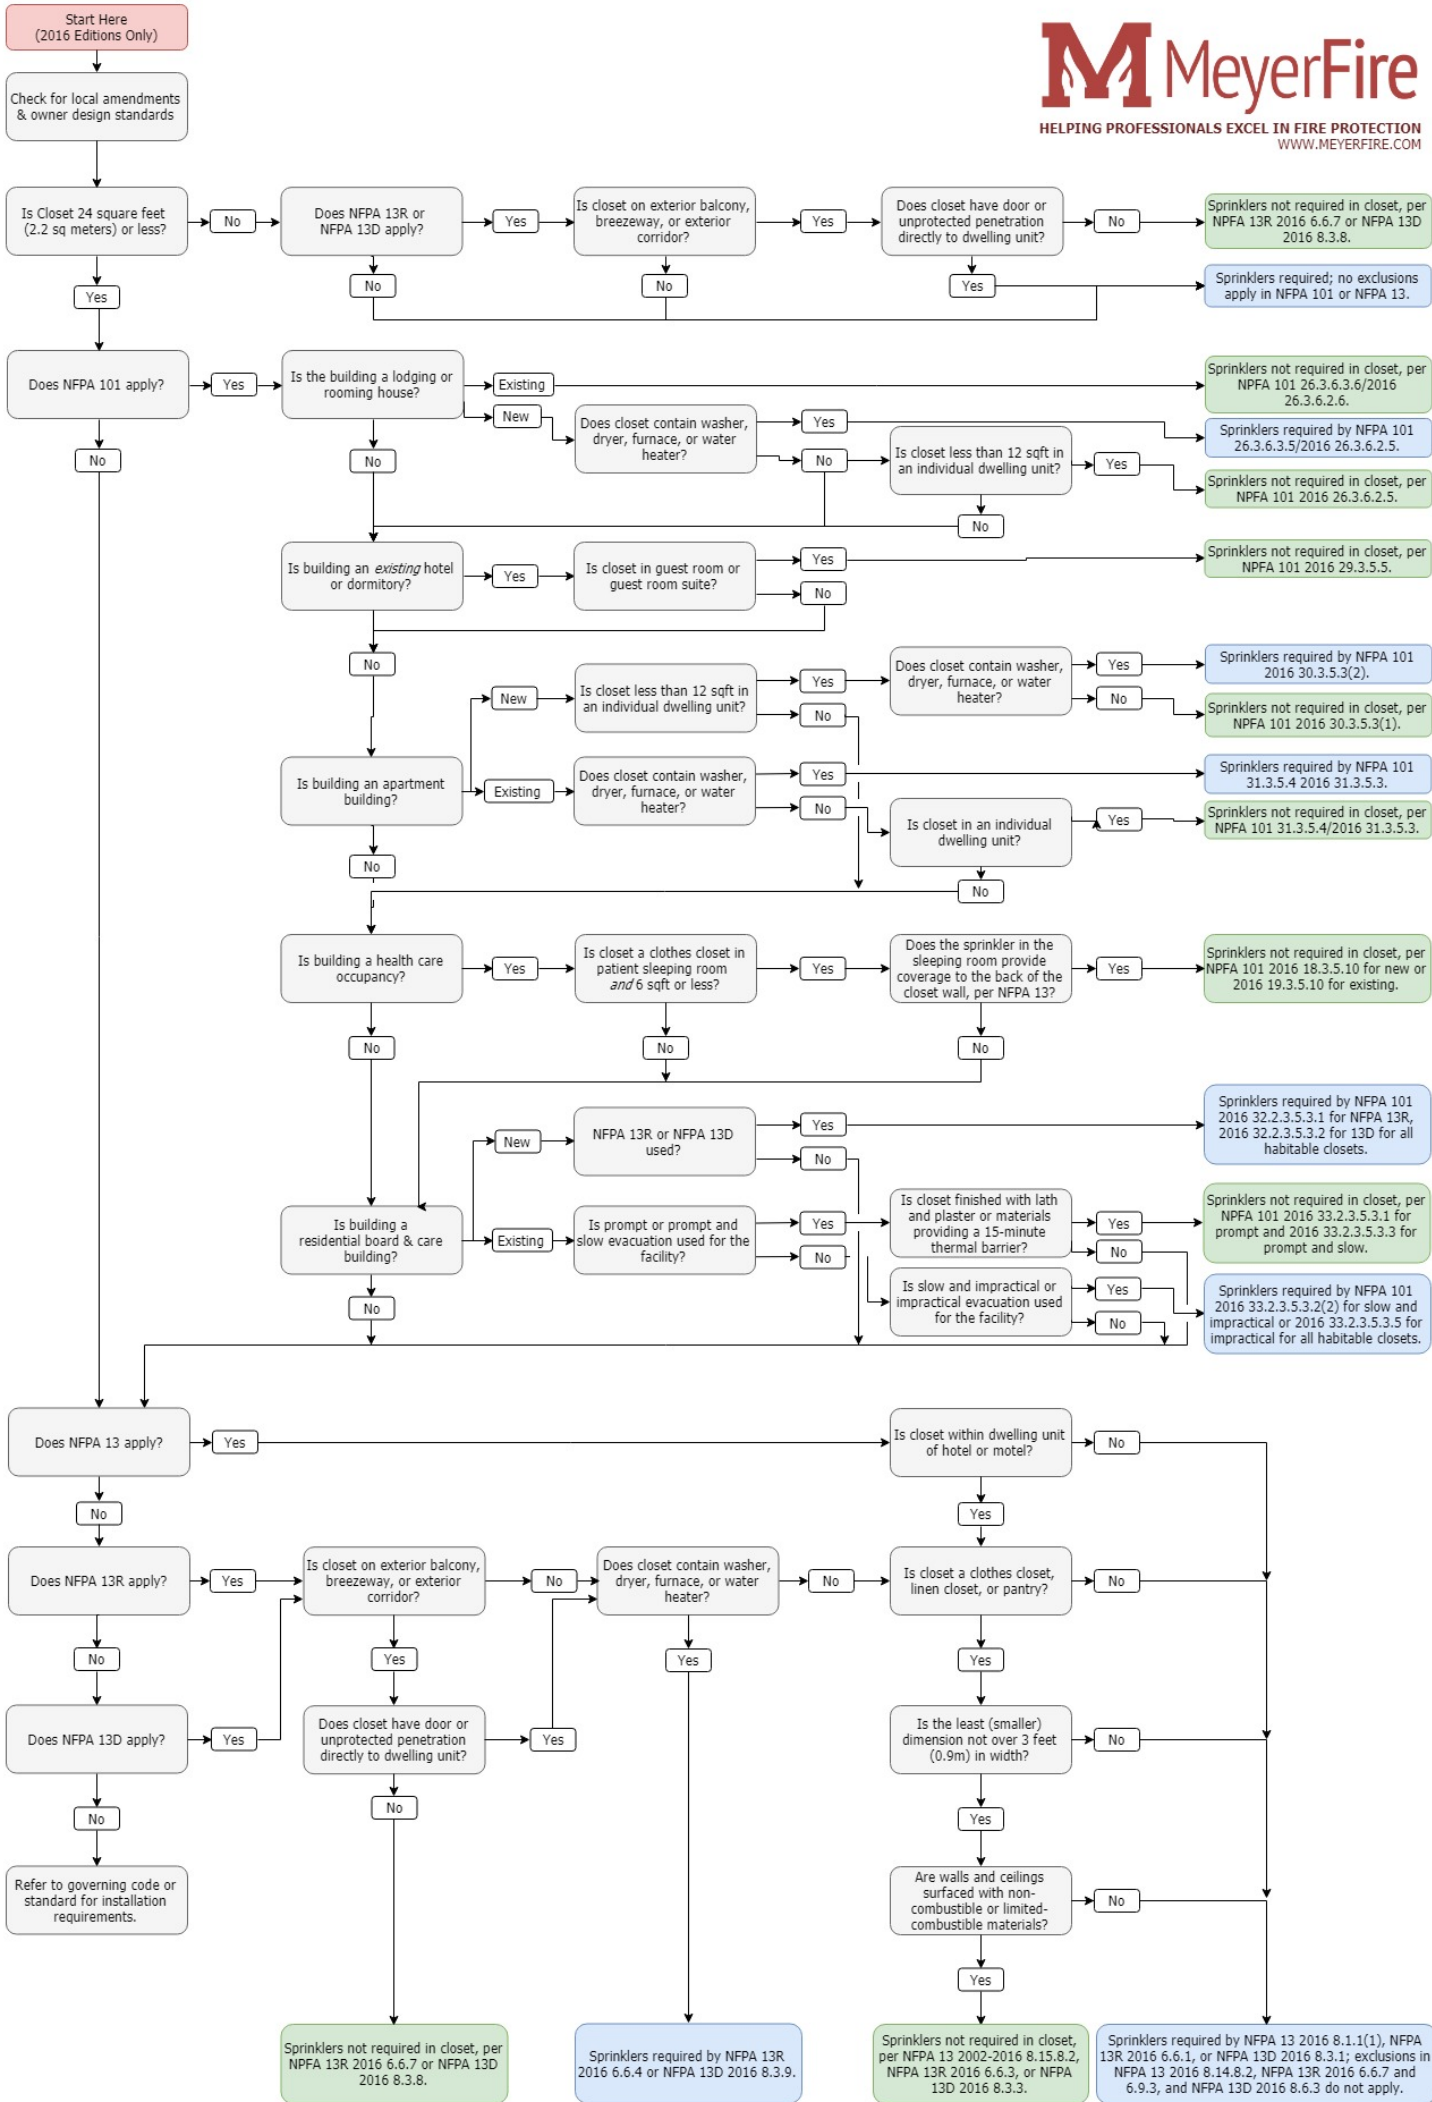 Start Here
(2016 Editions Only)
MeyerFire
HELPING PROFESSIONALS EXCEL IN FIRE PROTECTION
WWW.MEYERFIRE.COM
Check for local amendments
& owner design standards
Is Closet 24 square feet
(2.2 sq meters) or less?
No
Does NFPA 13R or
NFPA 13D apply?
Yes
Is closet on exterior balcony,
breezeway, or exterior
corridor?
Yes
Does closet have door or
unprotected penetration
directly to dwelling unit?
No
Sprinklers not required in closet, per
NPFA 13R 2016 6.6.7 or NFPA 13D
2016 8.3.8.
Yes
No
No
Yes
Sprinklers required; no exclusions
apply in NFPA 101 or NFPA 13.
Does NFPA 101 apply?
Yes
Is the building a lodging or
rooming house?
Existing
Sprinklers not required in closet, per
NPFA 101 26.3.6.3.6/2016
26.3.6.2.6.
New
Does closet contain washer,
dryer, furnace, or water
heater?
Yes
Sprinklers required by NFPA 101
26.3.6.3.5/2016 26.3.6.2.5.
No
No
No
Is closet less than 12 sqft in
an individual dwelling unit?
Yes
Sprinklers not required in closet, per
NPFA 101 2016 26.3.6.2.5.
No
Is building an existing hotel
or dormitory?
Yes
Is closet in guest room or
guest room suite?
Yes
Sprinklers not required in closet, per
NPFA 101 2016 29.3.5.5.
No
No
New
Is closet less than 12 sqft in
an individual dwelling unit?
Yes
Does closet contain washer,
dryer, furnace, or water
heater?
Yes
Sprinklers required by NFPA 101
2016 30.3.5.3(2).
No
No
Sprinklers not required in closet, per
NPFA 101 2016 30.3.5.3(1).
Is building an apartment
building?
Existing
Does closet contain washer,
dryer, furnace, or water
heater?
Yes
Sprinklers required by NFPA 101
31.3.5.4 2016 31.3.5.3.
No
Is closet in an individual
dwelling unit?
Yes
Sprinklers not required in closet, per
NPFA 101 31.3.5.4/2016 31.3.5.3.
No
No
Is building a health care
occupancy?
Yes
Is closet a clothes closet in
patient sleeping room
and 6 sqft or less?
Yes
Does the sprinkler in the
sleeping room provide
coverage to the back of the
closet wall, per NFPA 13?
Yes
Sprinklers not required in closet, per
NPFA 101 2016 18.3.5.10 for new or
2016 19.3.5.10 for existing.
No
No
No
New
NFPA 13R or NFPA 13D
used?
Yes
Sprinklers required by NFPA 101
2016 32.2.3.5.3.1 for NFPA 13R,
2016 32.2.3.5.3.2 for 13D for all
habitable closets.
No
Is building a
residential board & care
building?
Existing
Is prompt or prompt and
slow evacuation used for the
facility?
Yes
Is closet finished with lath
and plaster or materials
providing a 15-minute
thermal barrier?
Yes
Sprinklers not required in closet, per
NPFA 101 2016 33.2.3.5.3.1 for
prompt and 2016 33.2.3.5.3.3 for
prompt and slow.
No
No
No
Is slow and impractical or
impractical evacuation used
for the facility?
Yes
Sprinklers required by NFPA 101
2016 33.2.3.5.3.2(2) for slow and
impractical or 2016 33.2.3.5.3.5 for
impractical for all habitable closets.
No
Does NFPA 13 apply?
Yes
Is closet within dwelling unit
of hotel or motel?
No
No
Yes
Does NFPA 13R apply?
Yes
Is closet on exterior balcony,
breezeway, or exterior
corridor?
No
Does closet contain washer,
dryer, furnace, or water
heater?
No
Is closet a clothes closet,
linen closet, or pantry?
No
No
Yes
Yes
Yes
Does NFPA 13D apply?
Yes
Does closet have door or
unprotected penetration
directly to dwelling unit?
Yes
Is the least (smaller)
dimension not over 3 feet
(0.9m) in width?
No
No
No
Yes
Refer to governing code or
standard for installation
requirements.
Are walls and ceilings
surfaced with non-
combustible or limited-
combustible materials?
No
Yes
Sprinklers not required in closet, per
NPFA 13R 2016 6.6.7 or NFPA 13D
2016 8.3.8.
Sprinklers required by NFPA 13R
2016 6.6.4 or NFPA 13D 2016 8.3.9.
Sprinklers not required in closet,
per NFPA 13 2002-2016 8.15.8.2,
NFPA 13R 2016 6.6.3, or NFPA
13D 2016 8.3.3.
Sprinklers required by NFPA 13 2016 8.1.1(1), NFPA
13R 2016 6.6.1, or NFPA 13D 2016 8.3.1; exclusions in
NFPA 13 2016 8.14.8.2, NFPA 13R 2016 6.6.7 and
6.9.3, and NFPA 13D 2016 8.6.3 do not apply.